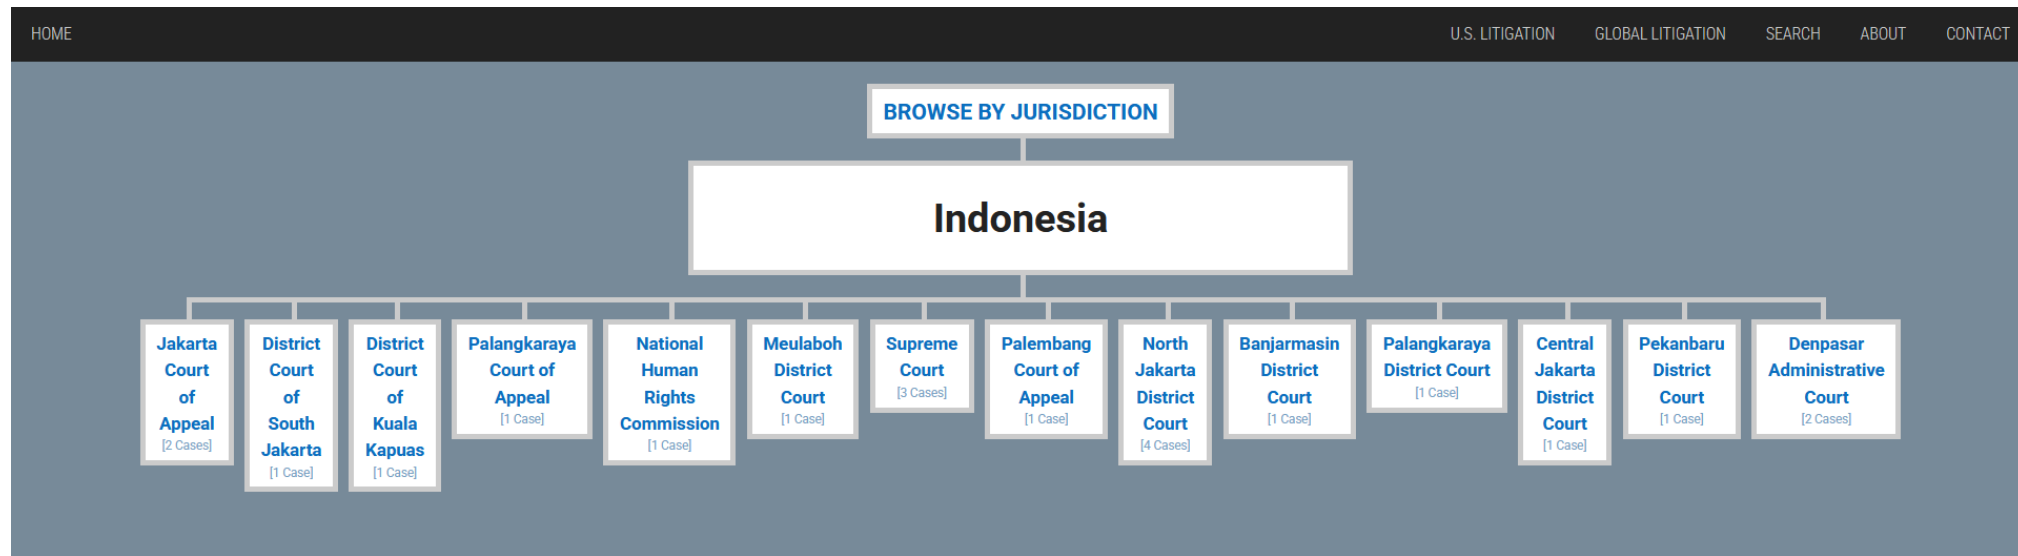 HOME
U.S. LITIGATION
GLOBAL LITIGATION
SEARCH
ABOUT
CONTACT
BROWSE BY JURISDICTION
Indonesia
Jakarta
Court
of
Appeal
[2 Cases]
District
Court
of
South
Jakarta
[1 Case]
District
Court
of
Kuala
Kapuas
[1 Case]
Palangkaraya
Court of
Appeal
[1 Case]
National
Human
Rights
Commission
[1 Case]
Meulaboh
District
Court
[1 Case]
Supreme
Court
[3 Cases]
Palembang
Court of
Appeal
[1 Case]
North
Jakarta
District
Court
[4 Cases]
Banjarmasin
District
Court
[1 Case]
Palangkaraya
District Court
[1 Case]
Central
Jakarta
District
Court
[1 Case]
Pekanbaru
District
Court
[1 Case]
Denpasar
Administrative
Court
[2 Cases]